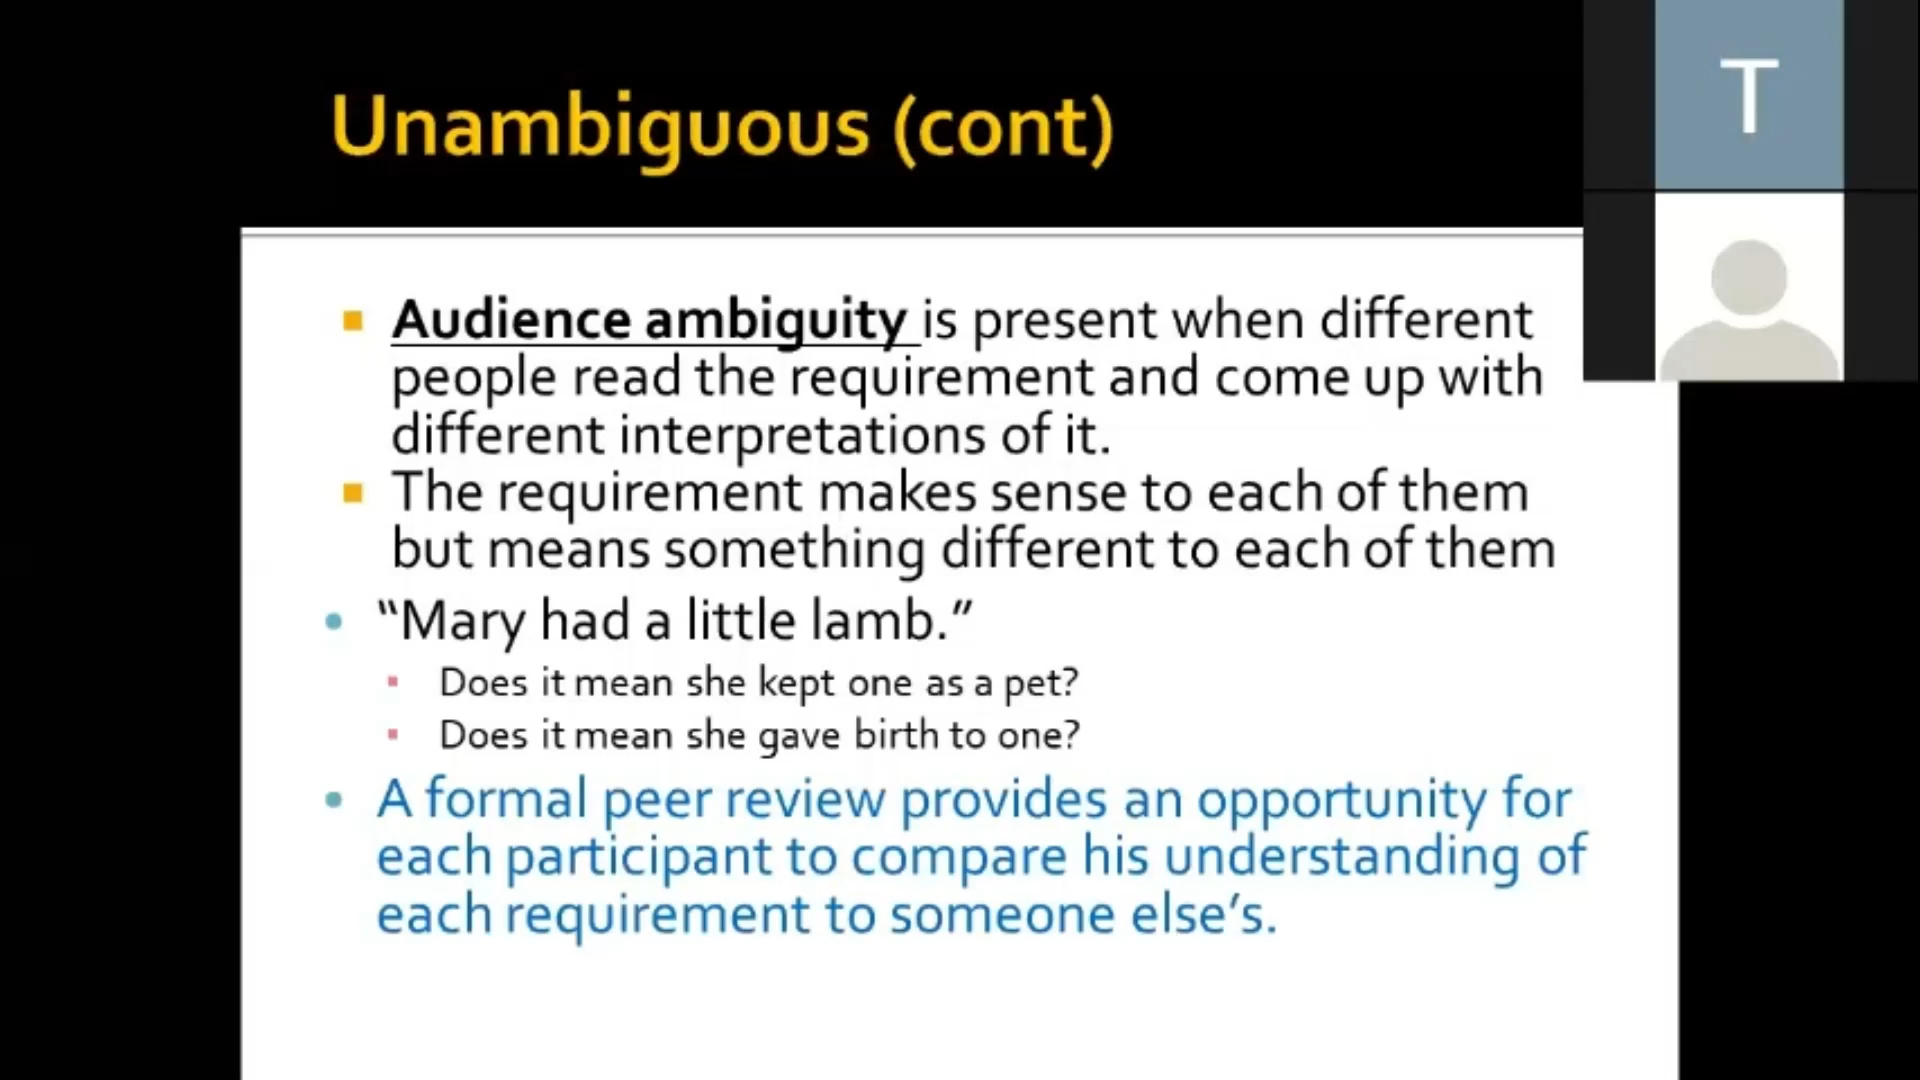 Unambiguous (cont)
T
Audience ambiguity is present when different
people read the requirement and come up with
different interpretations of it.
The requirement makes sense to each of them
but means something different to each of them
“Mary had a little lamb.”
Does it mean she kept one as a pet?
Does it mean she gave birth to one?
A formal peer review provides an opportunity for
each participant to compare his understanding of
each requirement to someone else’s.